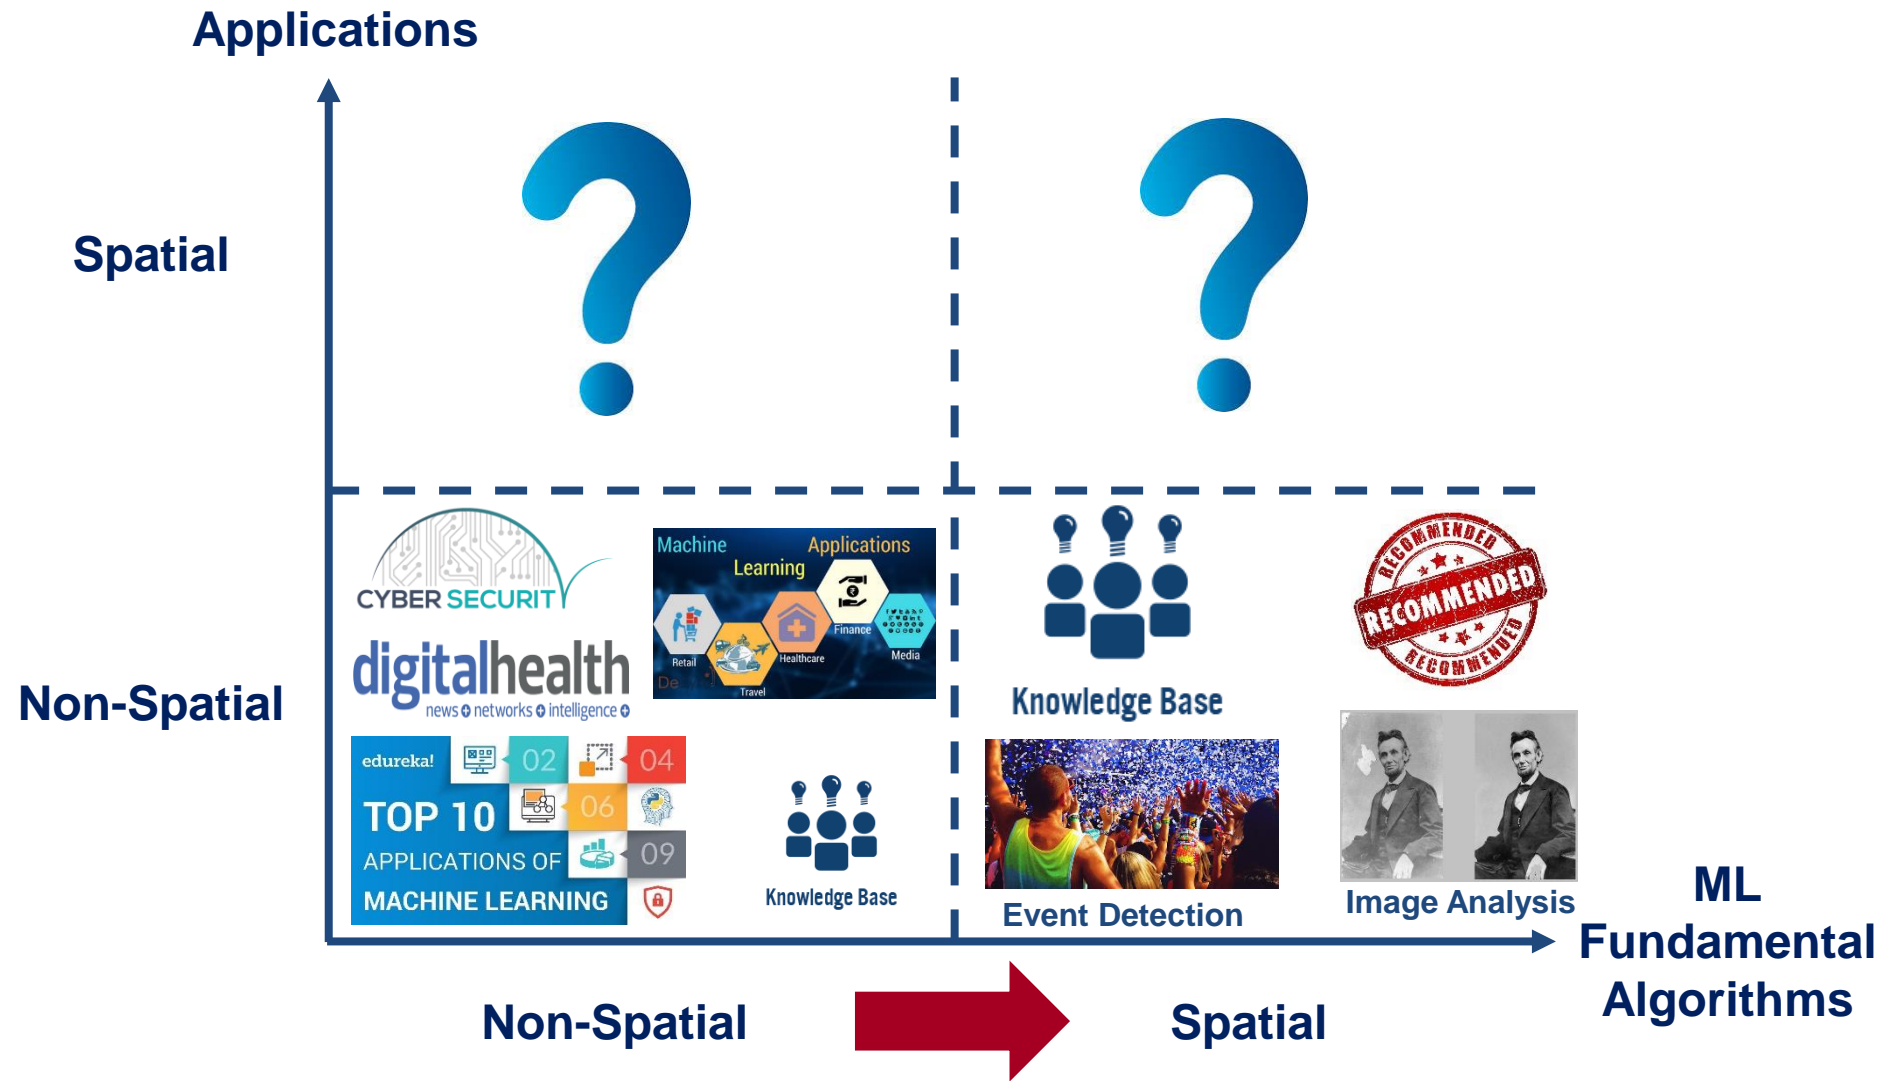 Applications
Spatial
Non-Spatial
CYBER SECURIT
digitalhealth
news networks intelligence
Machine
Learning
Applications
Retail
Travel
Healthcare
Finance
Media
De
edureka!
02
04
TOP 10
06
APPLICATIONS OF
09
MACHINE LEARNING
Knowledge Base
Knowledge Base
RECOMMENDED
RECOMMENDED
RECOMMENDED
Event Detection
Image Analysis
ML
Fundamental
Algorithms
Non-Spatial
Spatial